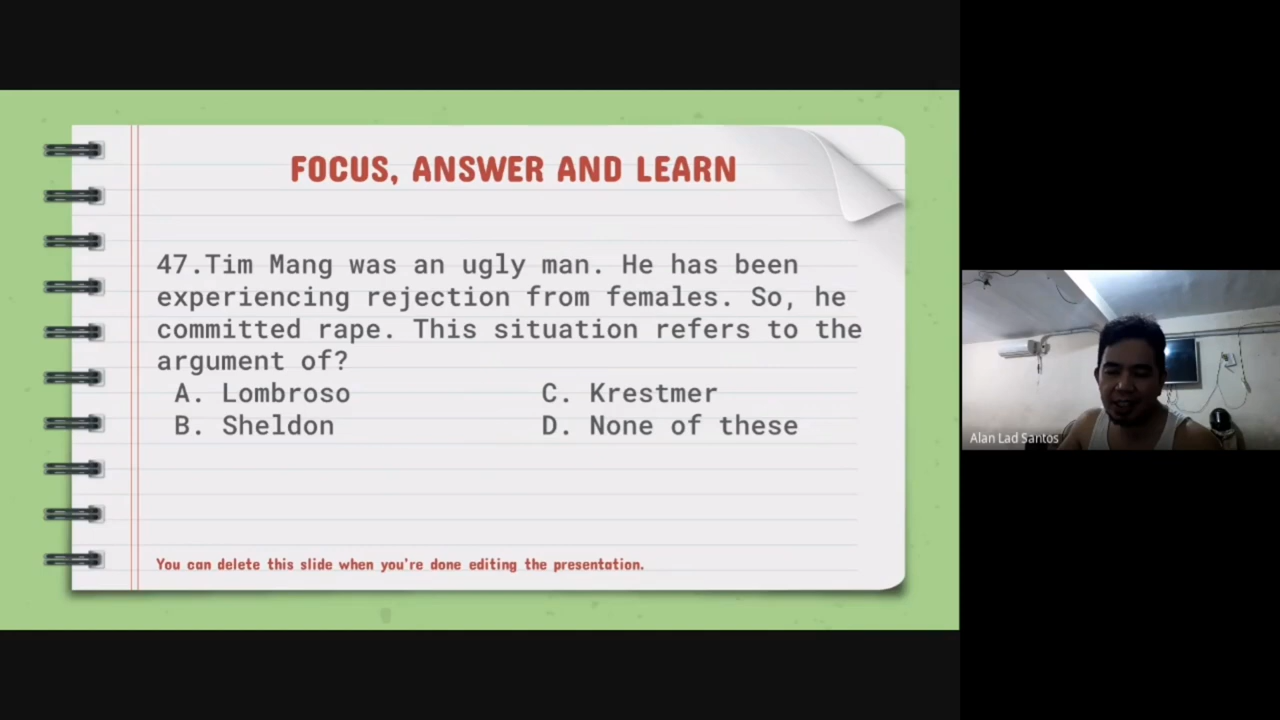 FOCUS, ANSWER AND LEARN
47.Tim Mang was an ugly man. He has been
experiencing rejection from females. So, he
committed rape. This situation refers to the
argument of?
A. Lombroso C. Krestmer
B. Sheldon D. None of these
You can delete this slide when you're done editing the presentation.
Alan Lad Santos